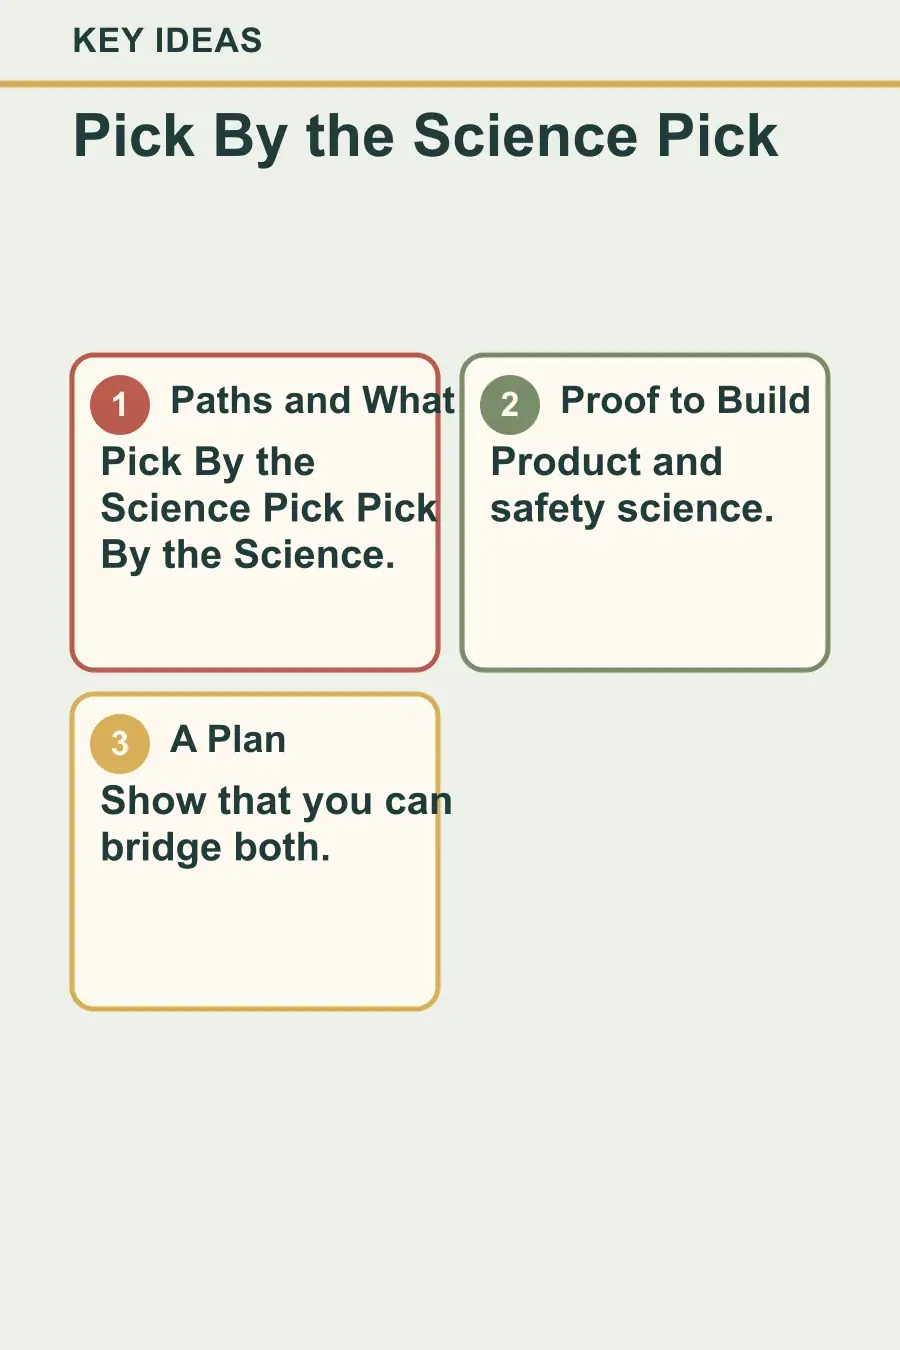 KEY IDEAS
Pick By the Science Pick
1
Paths and What
Pick By the
Science Pick Pick
By the Science.
2
Proof to Build
Product and
safety science.
3
A Plan
Show that you can
bridge both.